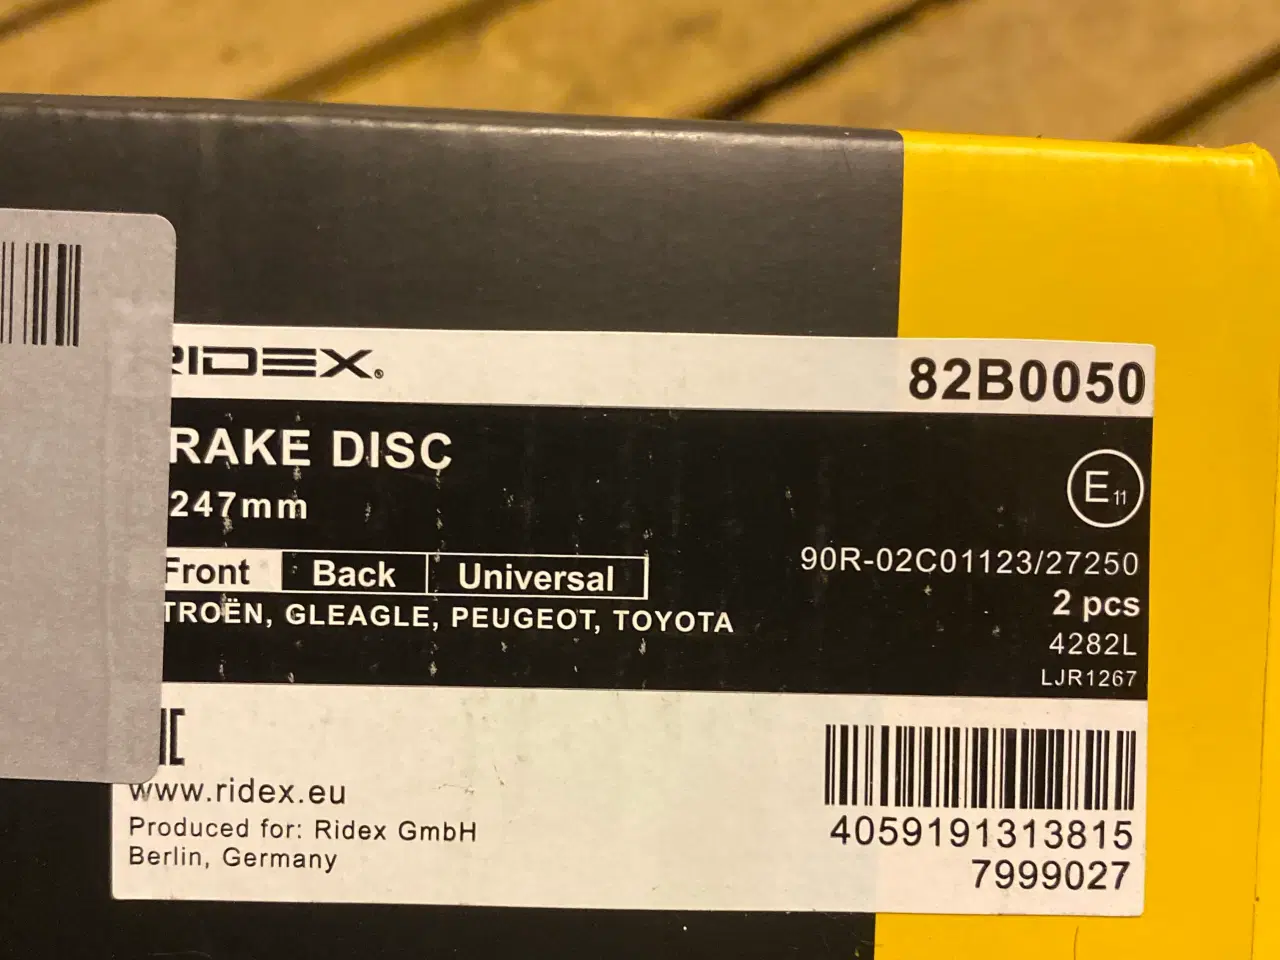 RIDEX®
82B0050
RAKE DISC
247mm
E11
Front Back Universal
90R-02C01123/27250
TROËN, GLEAGLE, PEUGEOT, TOYOTA
2 pcs
4282L
LJR1267
www.ridex.eu
Produced for: Ridex GmbH
Berlin, Germany
4059191313815
7999027